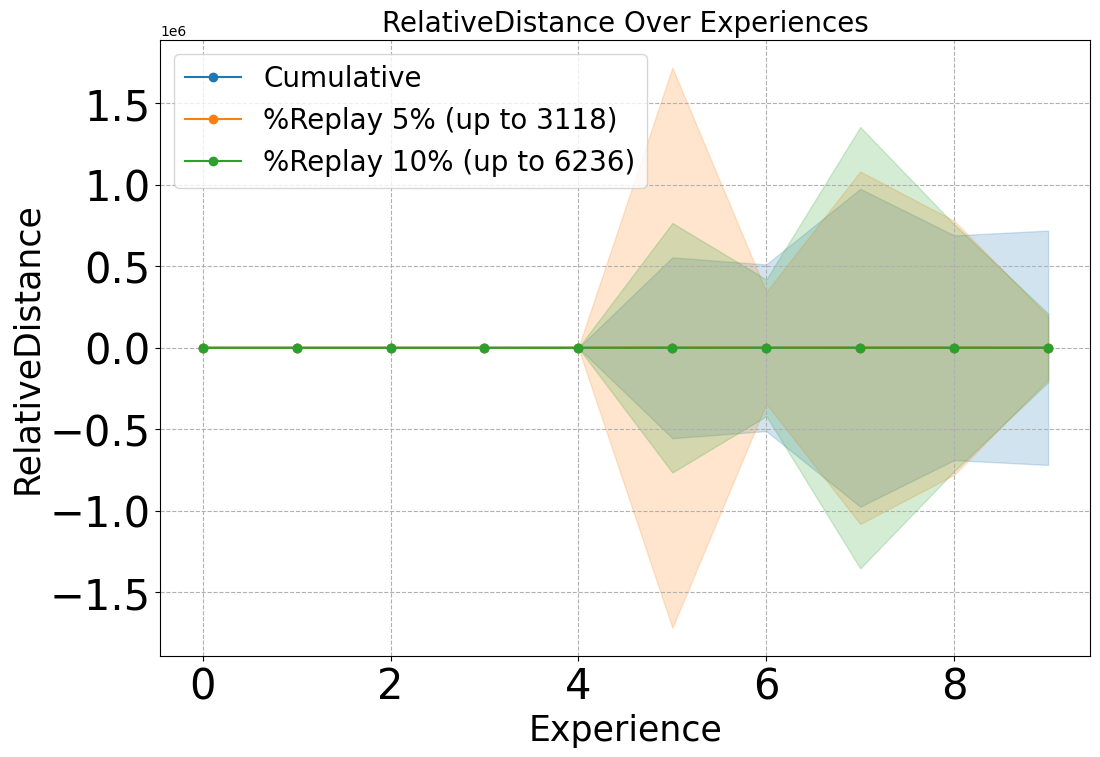 RelativeDistance Over Experiences
1e6
Cumulative
%Replay 5% (up to 3118)
%Replay 10% (up to 6236)
1.5
1.0
0.5
0.0
−0.5
−1.0
−1.5
RelativeDistance
0 2 4 6 8
Experience